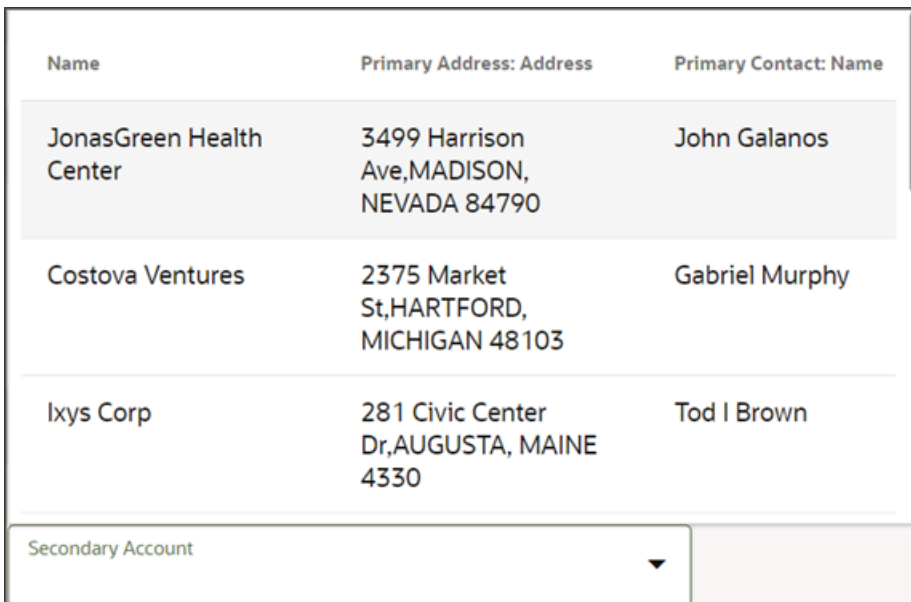 Name Primary Address: Address Primary Contact: Name
JonasGreen Health 3499 Harrison John Galanos
Center Ave,MADISON,
NEVADA 84790
Costova Ventures 2375 Market Gabriel Murphy
St,HARTFORD,
MICHIGAN 48103
Ixys Corp 281 Civic Center Tod I Brown
Dr,AUGUSTA, MAINE
4330
Secondary Account